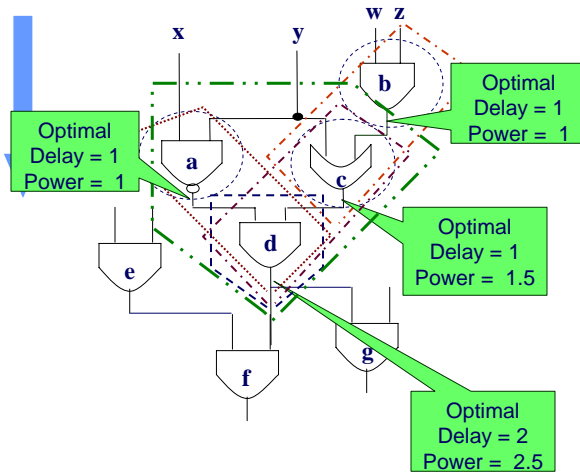 w z
x y
b
Optimal
Delay = 1
Power = 1
Optimal
Delay = 1
Power = 1
a
c
Optimal
Delay = 1
Power = 1.5
d
e
f
g
Optimal
Delay = 2
Power = 2.5